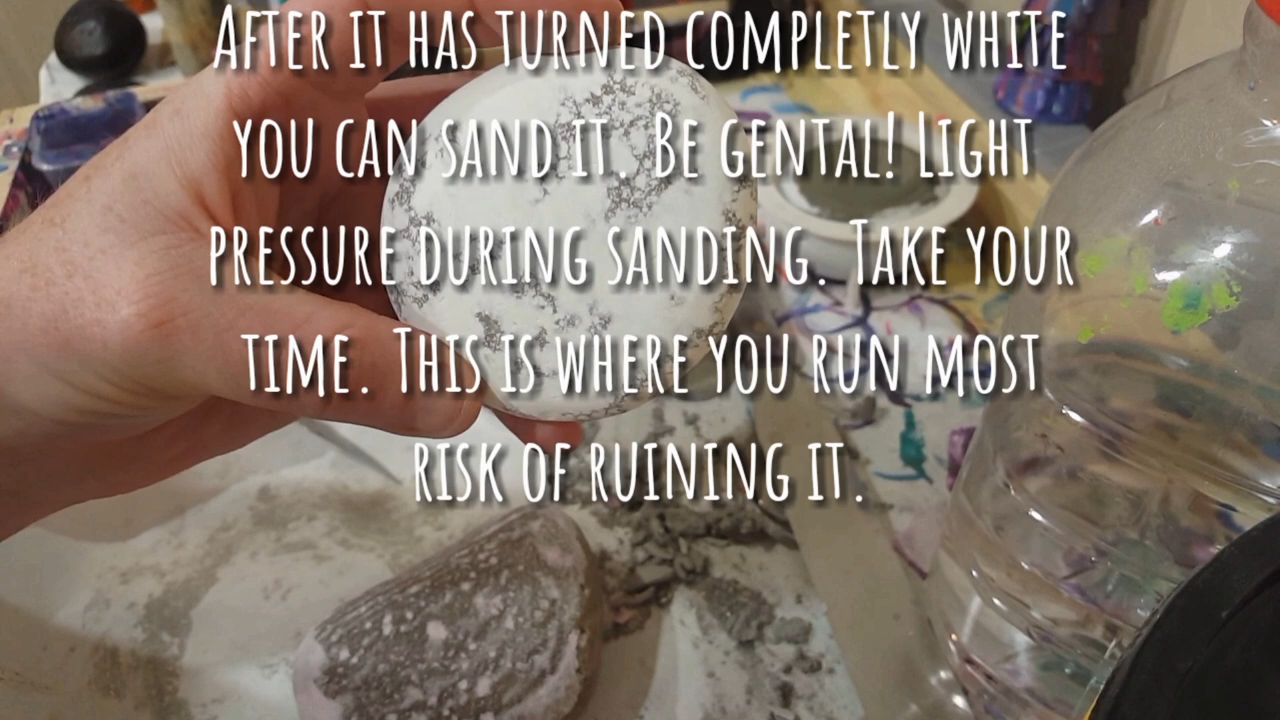 After it has turned completly white
you can sand it. Be gental! Light
pressure during sanding. Take your
time. This is where you run most
risk of ruining it.